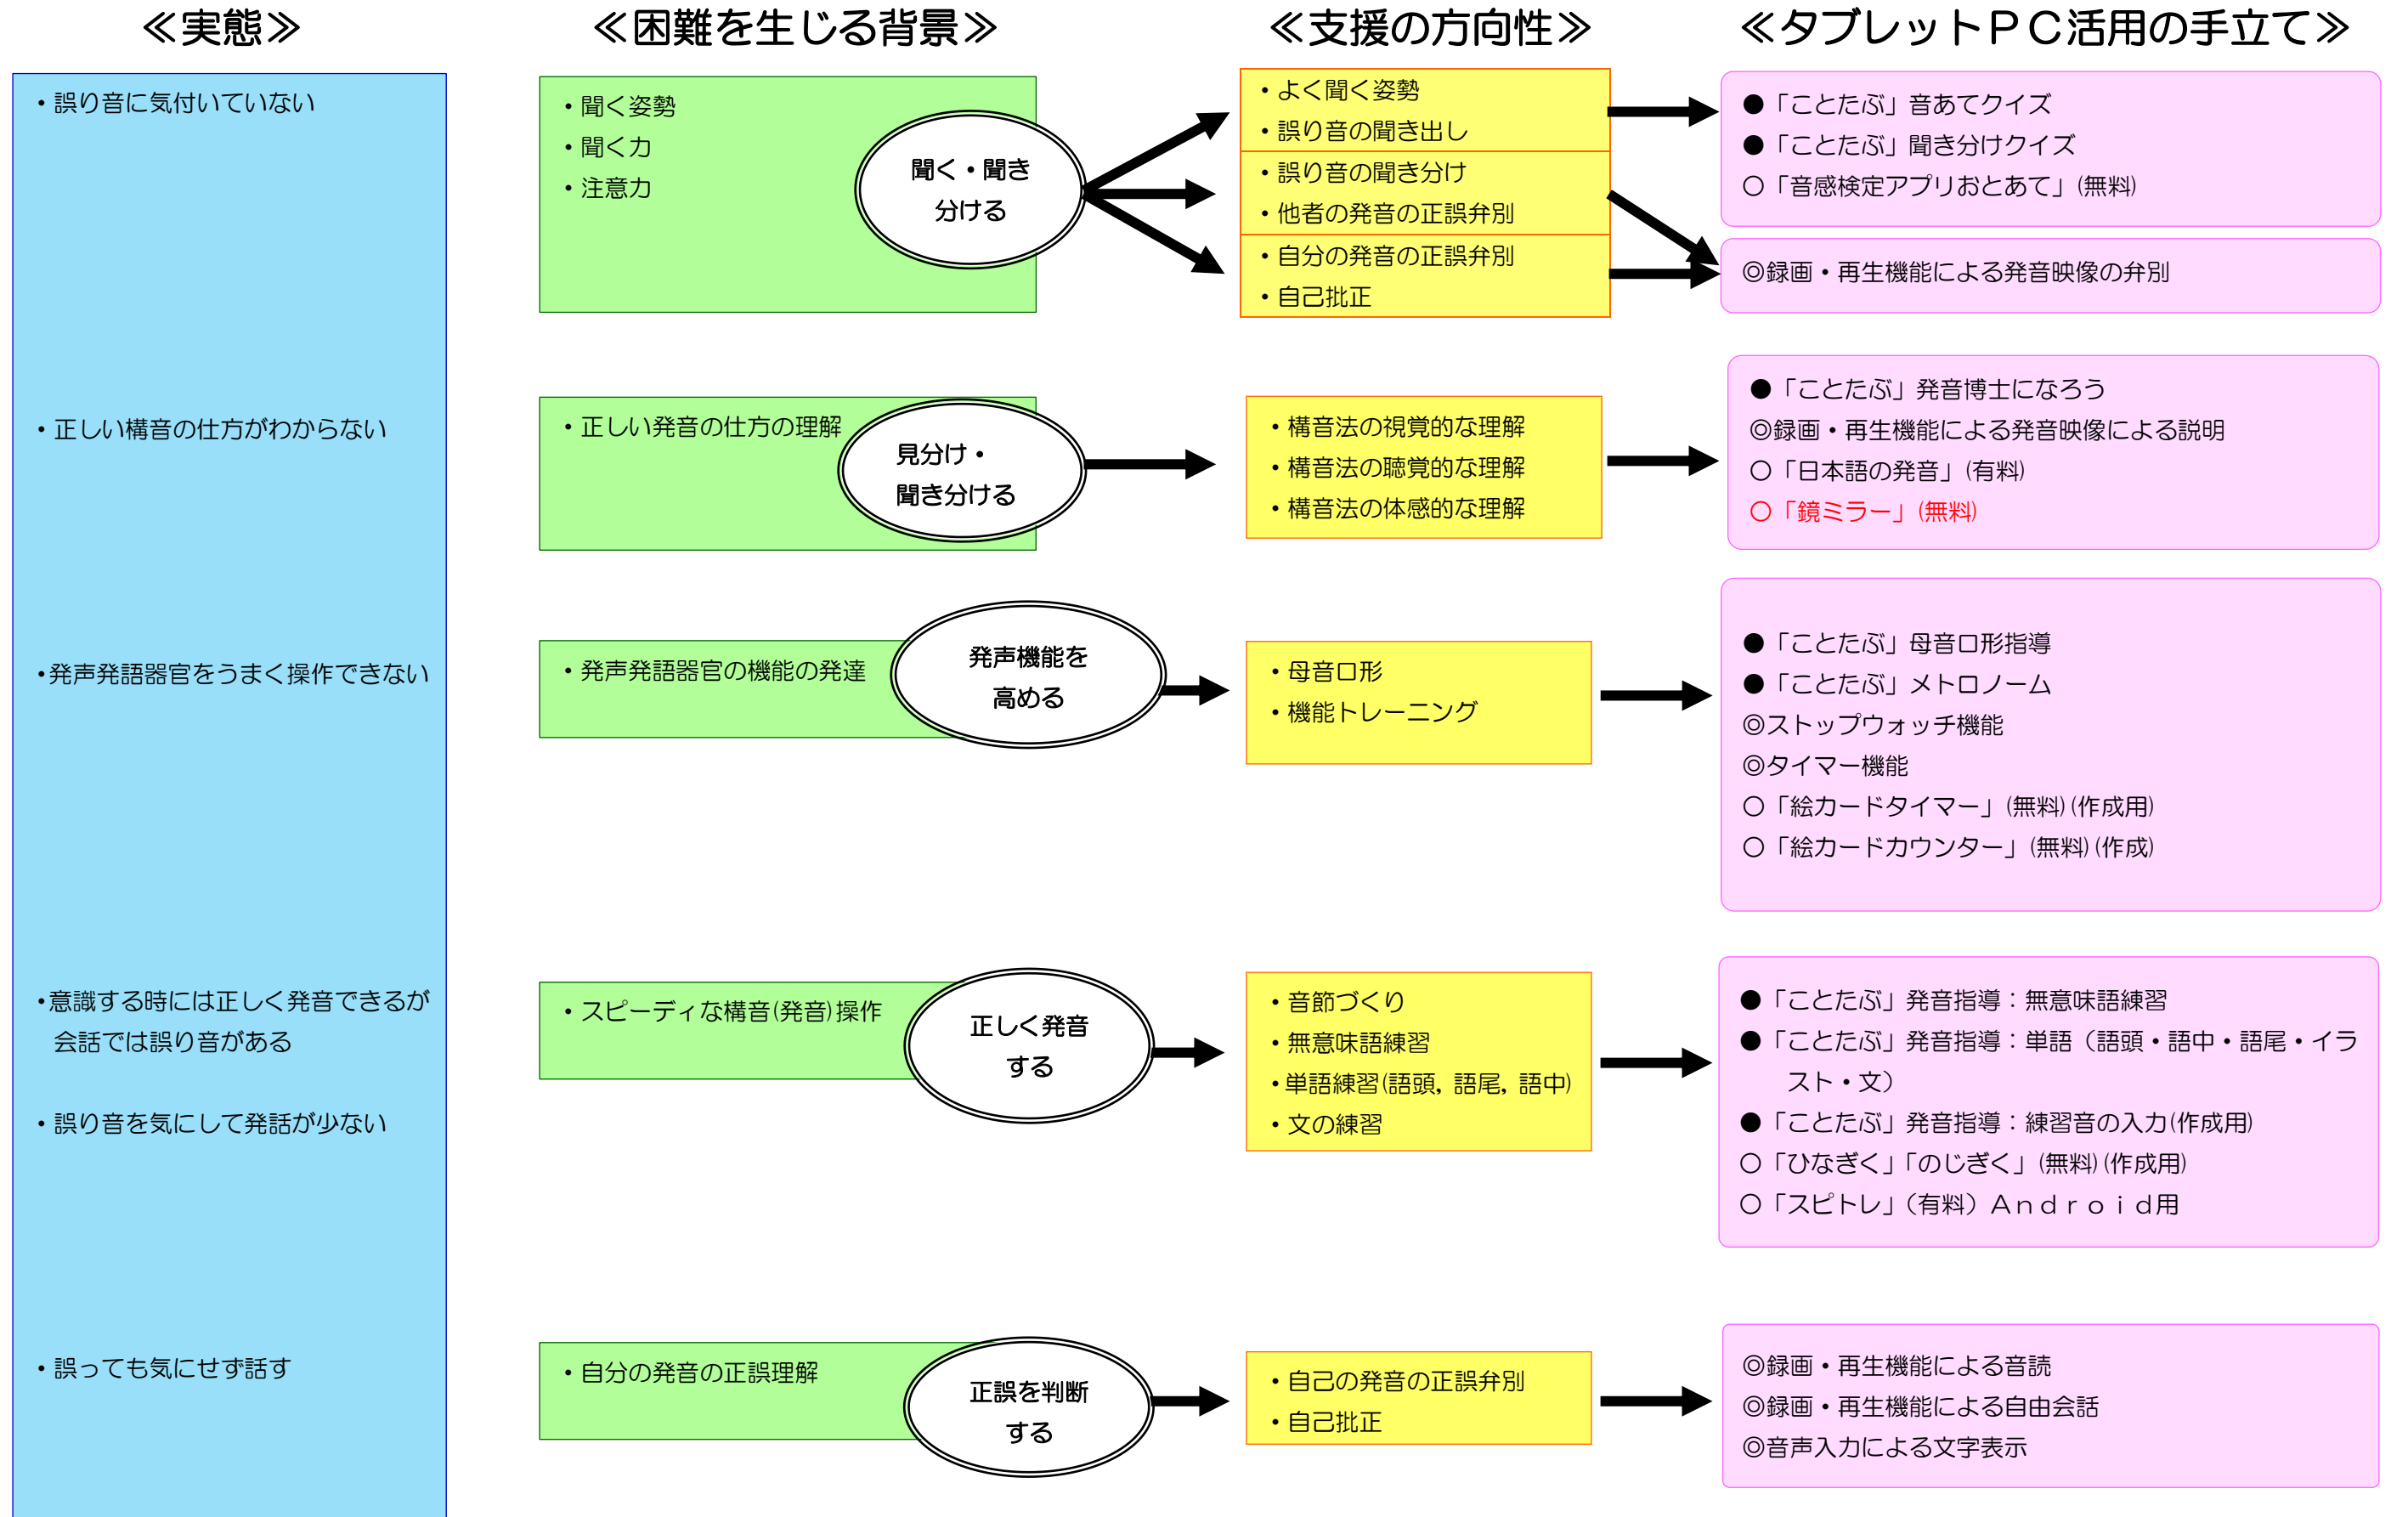 ≪実態≫
≪困難を生じる背景≫
≪支援の方向性≫
≪タブレットＰＣ活用の手立て≫
・誤り音に気付いていない
・聞く姿勢
・聞く力
・注意力
聞く・聞き
分ける
・よく聞く姿勢
・誤り音の聞き出し
・誤り音の聞き分け
・他者の発音の正誤弁別
・自分の発音の正誤弁別
・自己批正
●「ことたぶ」音あてクイズ
●「ことたぶ」聞き分けクイズ
○「音感検定アプリおとあて」(無料)
◎録画・再生機能による発音映像の弁別
・正しい構音の仕方がわからない
・正しい発音の仕方の理解
見分け・
聞き分ける
・構音法の視覚的な理解
・構音法の聴覚的な理解
・構音法の体感的な理解
●「ことたぶ」発音博士になろう
◎録画・再生機能による発音映像による説明
○「日本語の発音」(有料)
○「鏡ミラー」(無料)
・発声発語器官をうまく操作できない
・発声発語器官の機能の発達
発声機能を
高める
・母音口形
・機能トレーニング
●「ことたぶ」母音口形指導
●「ことたぶ」メトロノーム
◎ストップウォッチ機能
◎タイマー機能
○「絵カードタイマー」(無料)(作成用)
○「絵カードカウンター」(無料)(作成)
・意識する時には正しく発音できるが
会話では誤り音がある
・誤り音を気にして発話が少ない
・スピーディな構音(発音)操作
正しく発音
する
・音節づくり
・無意味語練習
・単語練習(語頭，語尾，語中)
・文の練習
●「ことたぶ」発音指導：無意味語練習
●「ことたぶ」発音指導：単語（語頭・語中・語尾・イラ
スト・文）
●「ことたぶ」発音指導：練習音の入力(作成用)
○「ひなぎく」「のじぎく」(無料)(作成用)
○「スピトレ」（有料）Ａｎｄｒｏｉｄ用
・誤っても気にせず話す
・自分の発音の正誤理解
正誤を判断
する
・自己の発音の正誤弁別
・自己批正
◎録画・再生機能による音読
◎録画・再生機能による自由会話
◎音声入力による文字表示